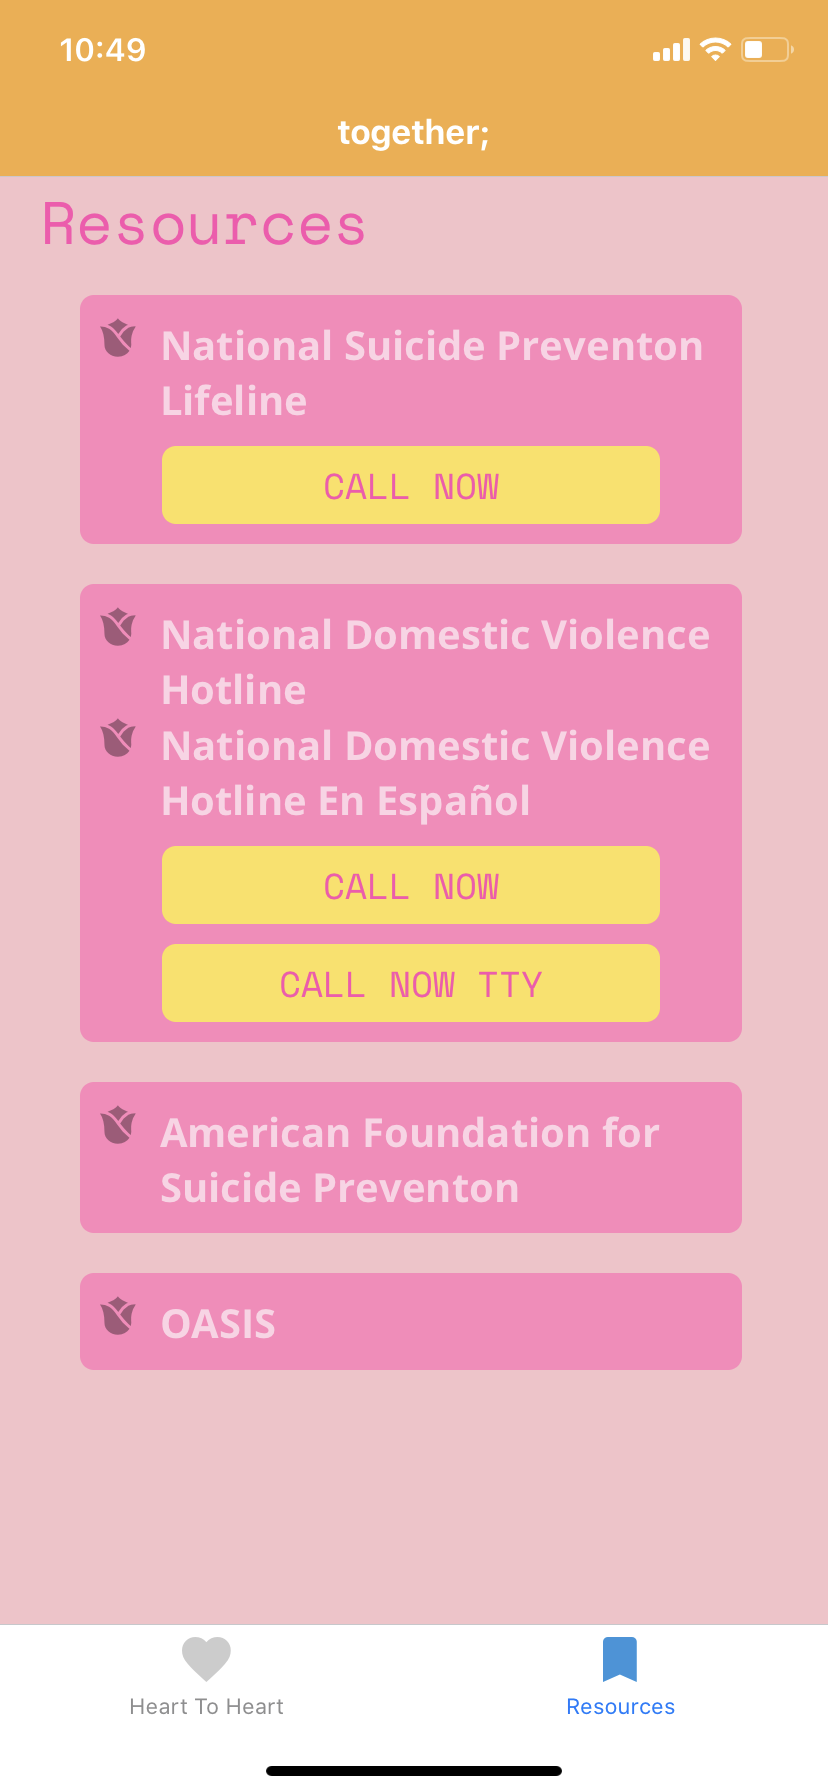 10:49
together;
Resources
National Suicide Preventon
Lifeline
CALL NOW
National Domestic Violence
Hotline
National Domestic Violence
Hotline En Español
CALL NOW
CALL NOW TTY
American Foundation for
Suicide Preventon
OASIS
Heart To Heart
Resources